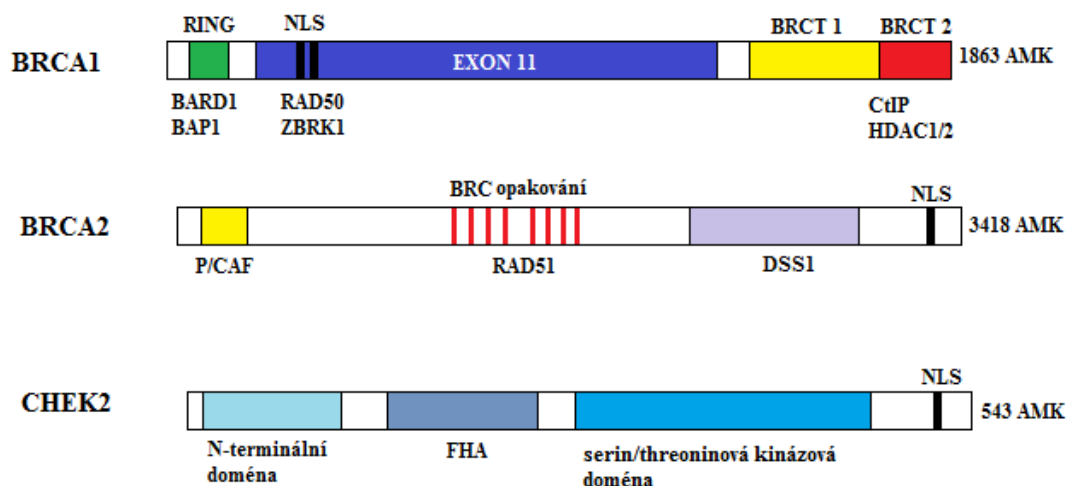 RING
NLS
BRCT 1
BRCT 2
BRCA1
EXON 11
1863 AMK
BARD1
BAP1
RAD50
ZBRK1
CtIP
HDAC1/2
BRC opakování
NLS
BRCA2
3418 AMK
P/CAF
RAD51
DSS1
NLS
CHEK2
543 AMK
N-terminální
doména
FHA
serin/threoninová kinázová
doména